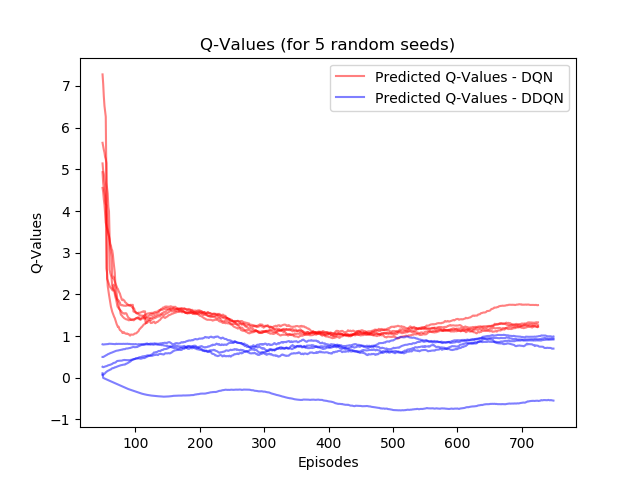 Q-Values (for 5 random seeds)
Predicted Q-Values - DQN
Predicted Q-Values - DDQN
Q-Values
7
6
5
4
3
2
1
0
−1
100 200 300 400 500 600 700
Episodes